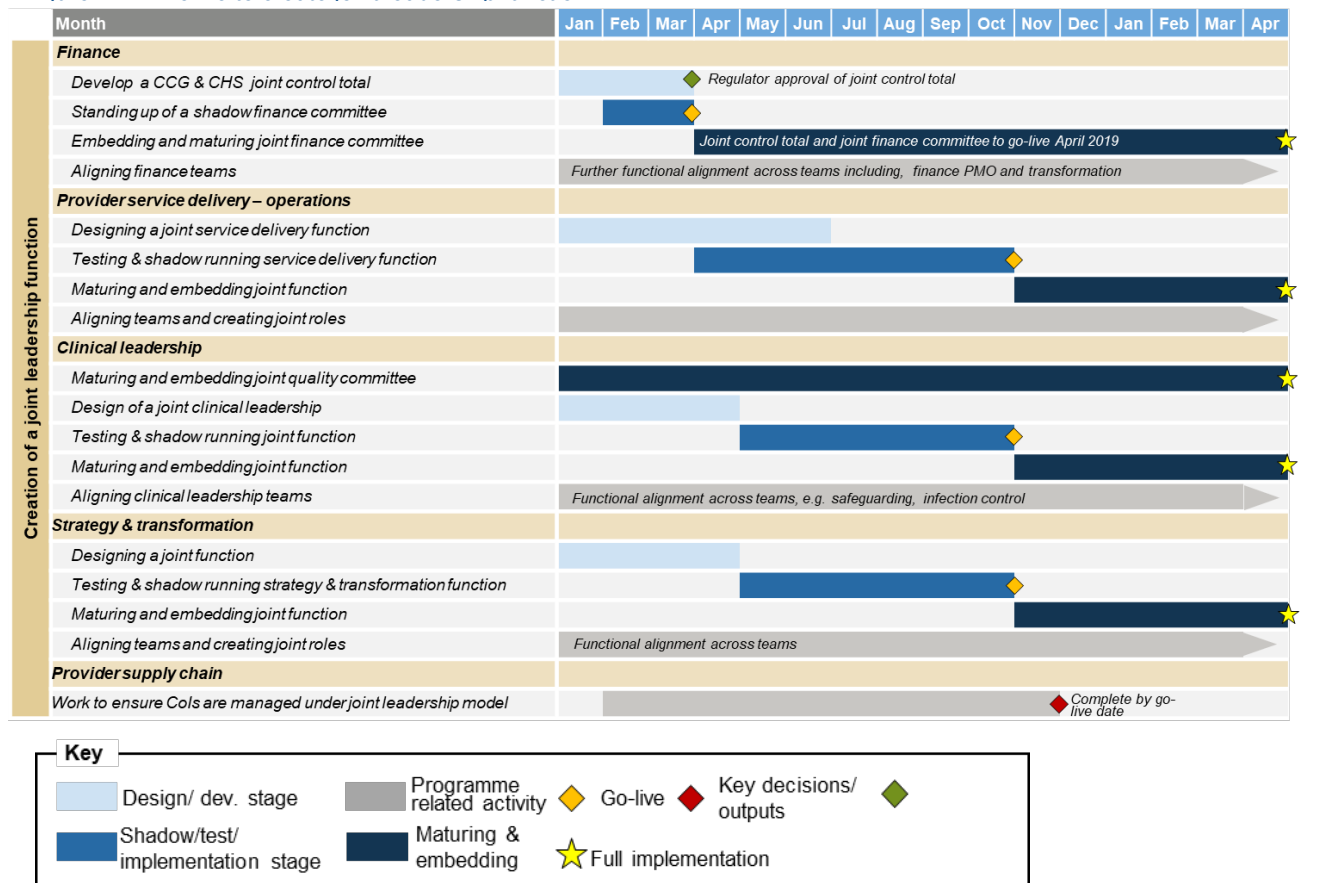 Month Jan Feb Mar Apr May Jun Jul Aug Sep Oct Nov Dec Jan Feb Mar Apr
Creation of a joint leadership function
Finance
Develop a CCG & CHS joint control total Regulator approval of joint control total
Standing up of a shadow finance committee
Embedding and maturing joint finance committee Joint control total and joint finance committee to go-live April 2019
Aligning finance teams Further functional alignment across teams including, finance PMO and transformation
Provider service delivery – operations
Designing a joint service delivery function
Testing & shadow running service delivery function
Maturing and embedding joint function
Aligning teams and creating joint roles
Clinical leadership
Maturing and embedding joint quality committee
Design of a joint clinical leadership
Testing & shadow running joint function
Maturing and embedding joint function
Aligning clinical leadership teams Functional alignment across teams, e.g. safeguarding, infection control
Strategy & transformation
Designing a joint function
Testing & shadow running strategy & transformation function
Maturing and embedding joint function
Aligning teams and creating joint roles Functional alignment across teams
Provider supply chain
Work to ensure CoIs are managed under joint leadership model Complete by go-
live date
Key
Design/ dev. stage
Programme
related activity
Go-live
Key decisions/
outputs
Shadow/test/
implementation stage
Maturing &
embedding
Full implementation